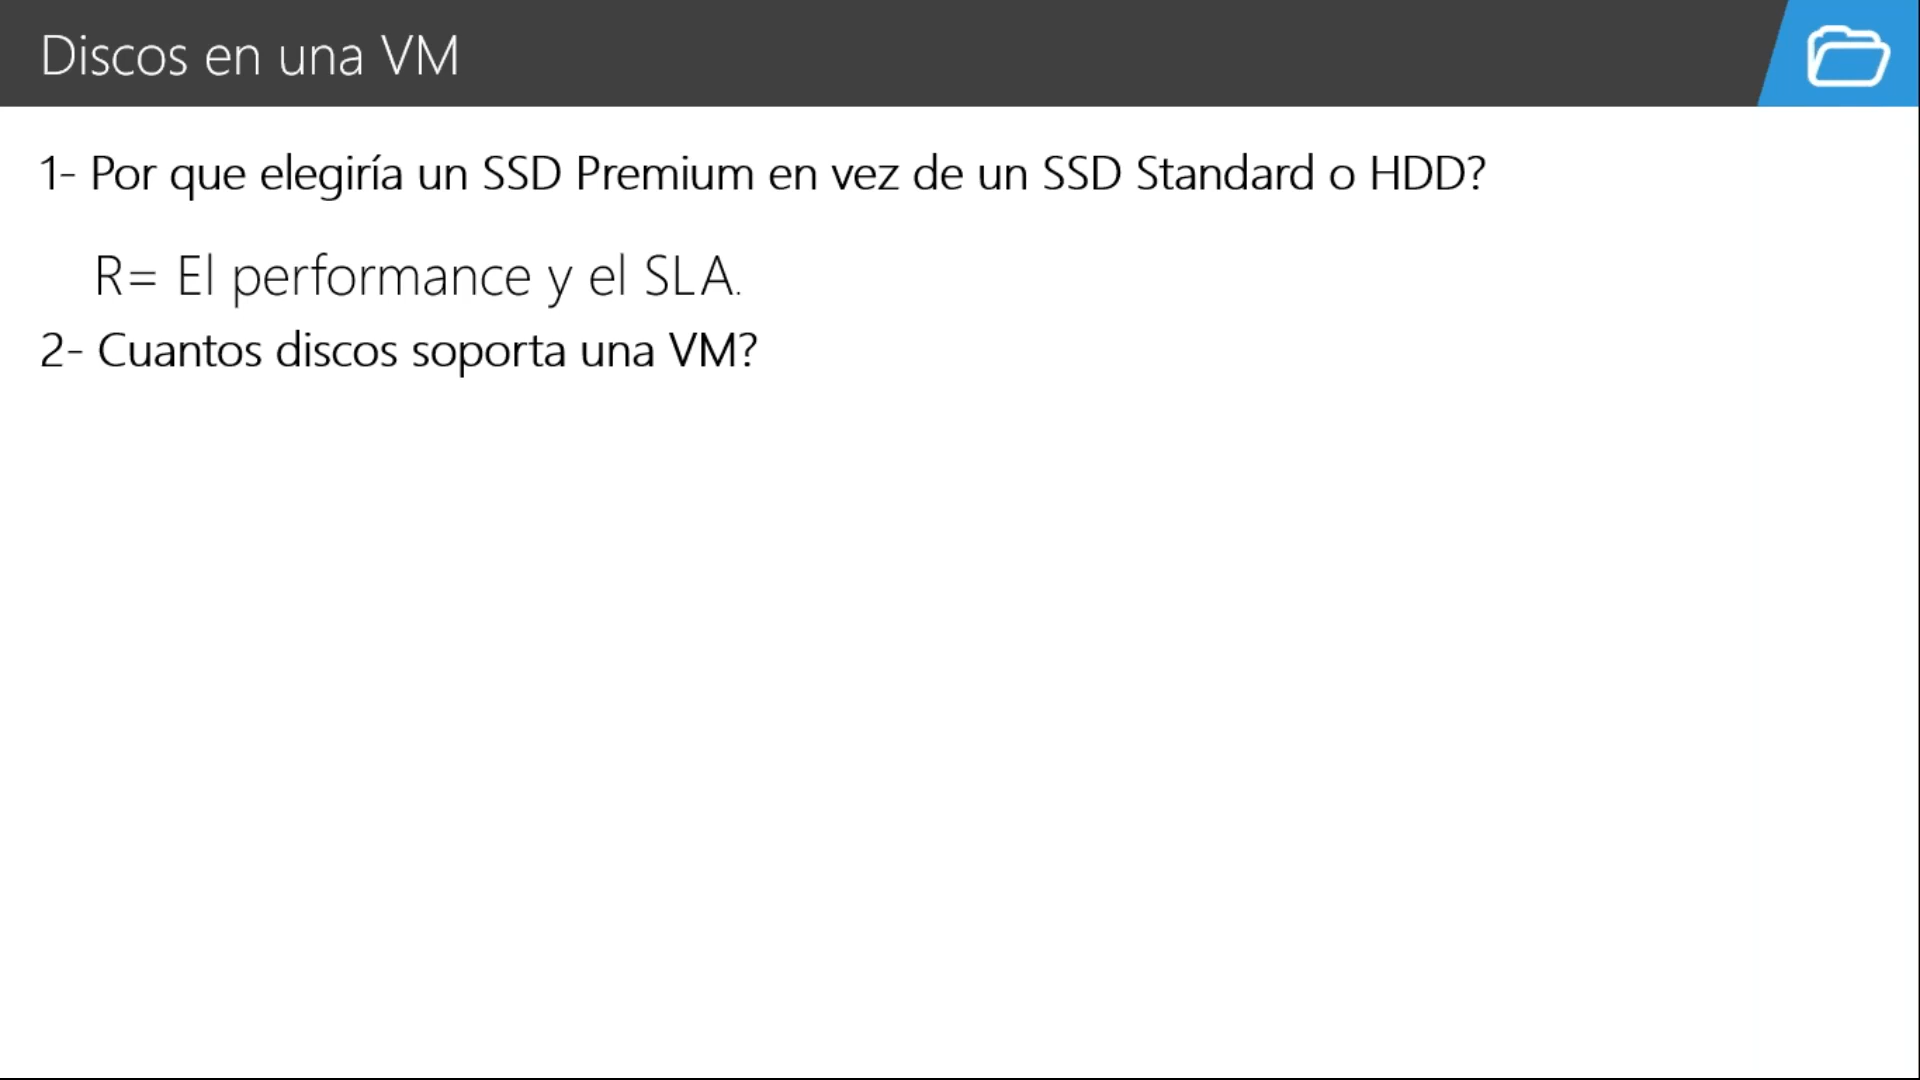 Discos en una VM
1- Por que elegiría un SSD Premium en vez de un SSD Standard o HDD?
R= El performance y el SLA.
2- Cuantos discos soporta una VM?